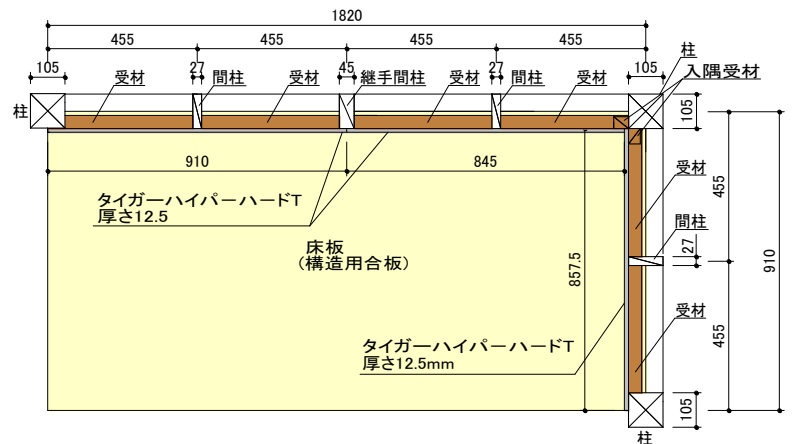 1820
455
455
455
455
105
27
45
27
105
柱
入隅受材
受材
間柱
受材
継手間柱
受材
間柱
受材
柱
105
910
845
受材
455
タイガーハイパーハードT
厚さ12.5
間柱
27
床板
(構造用合板)
857.5
910
受材
455
タイガーハイパーハードT
厚さ12.5mm
105
柱